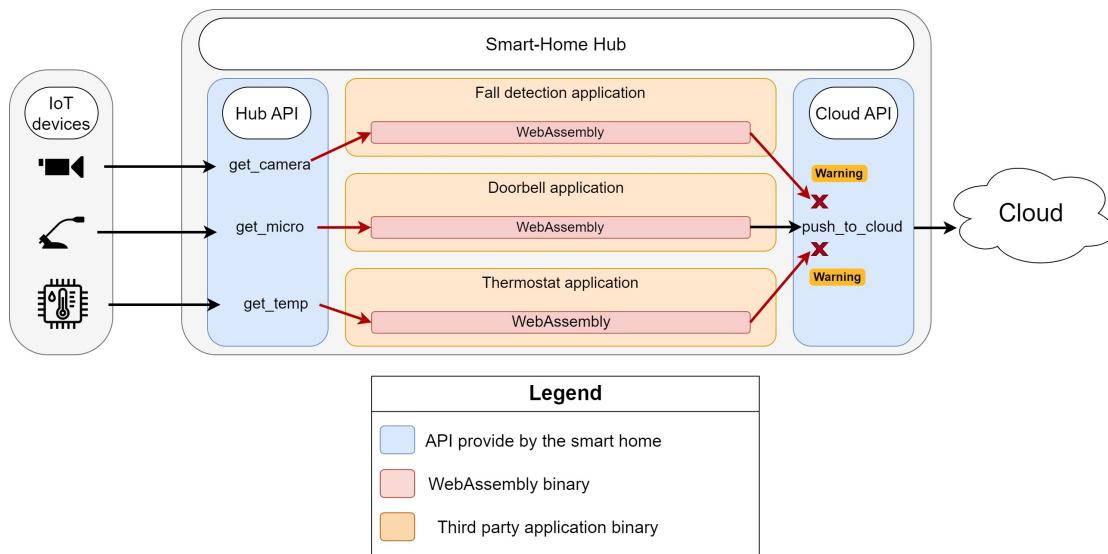 Smart-Home Hub
IoT
devices
Hub API
Fall detection application
Cloud API
WebAssembly
get_camera
Warning
Doorbell application
get_micro
WebAssembly
push_to_cloud
Cloud
Warning
Thermostat application
get_temp
WebAssembly
Legend
API provide by the smart home
WebAssembly binary
Third party application binary